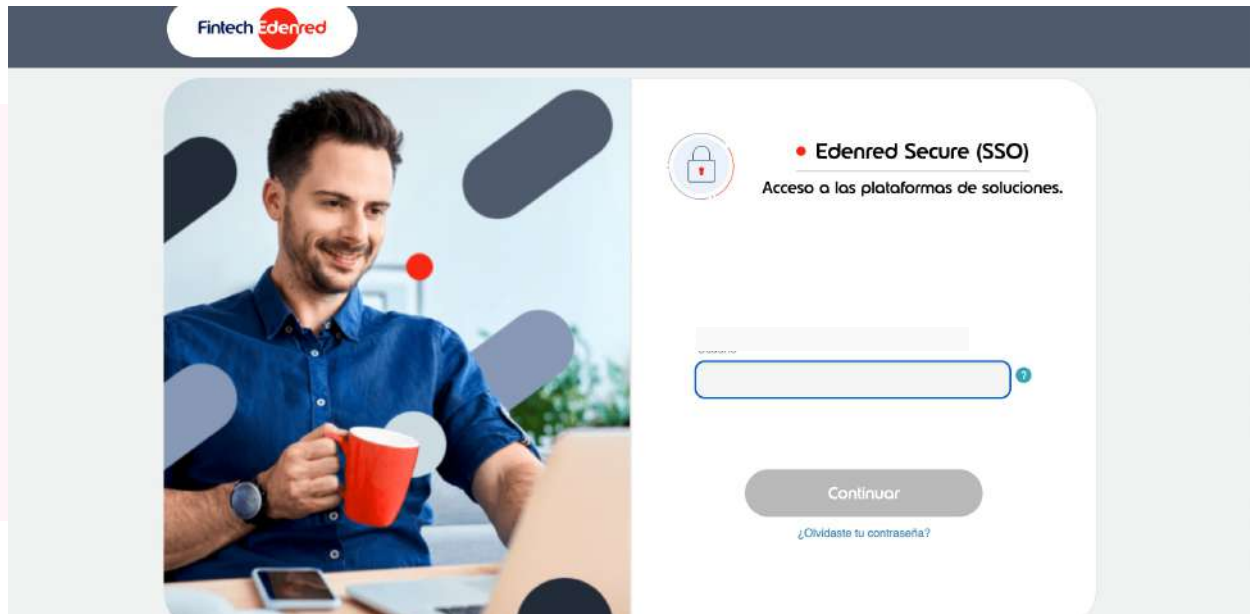 Fintech Edenred
Edenred Secure (SSO)
Acceso a las plataformas de soluciones.
?
Continuar
¿Olvidaste tu contraseña?